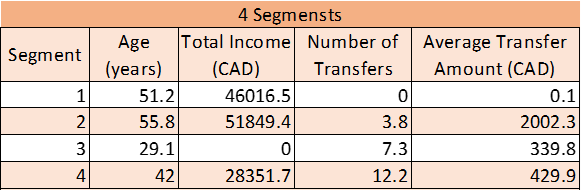 4 Segmensts
Segment Age (years) Total Income (CAD) Number of Transfers Average Transfer Amount (CAD)
1 51.2 46016.5 0 0.1
2 55.8 51849.4 3.8 2002.3
3 29.1 0 7.3 339.8
4 42 28351.7 12.2 429.9